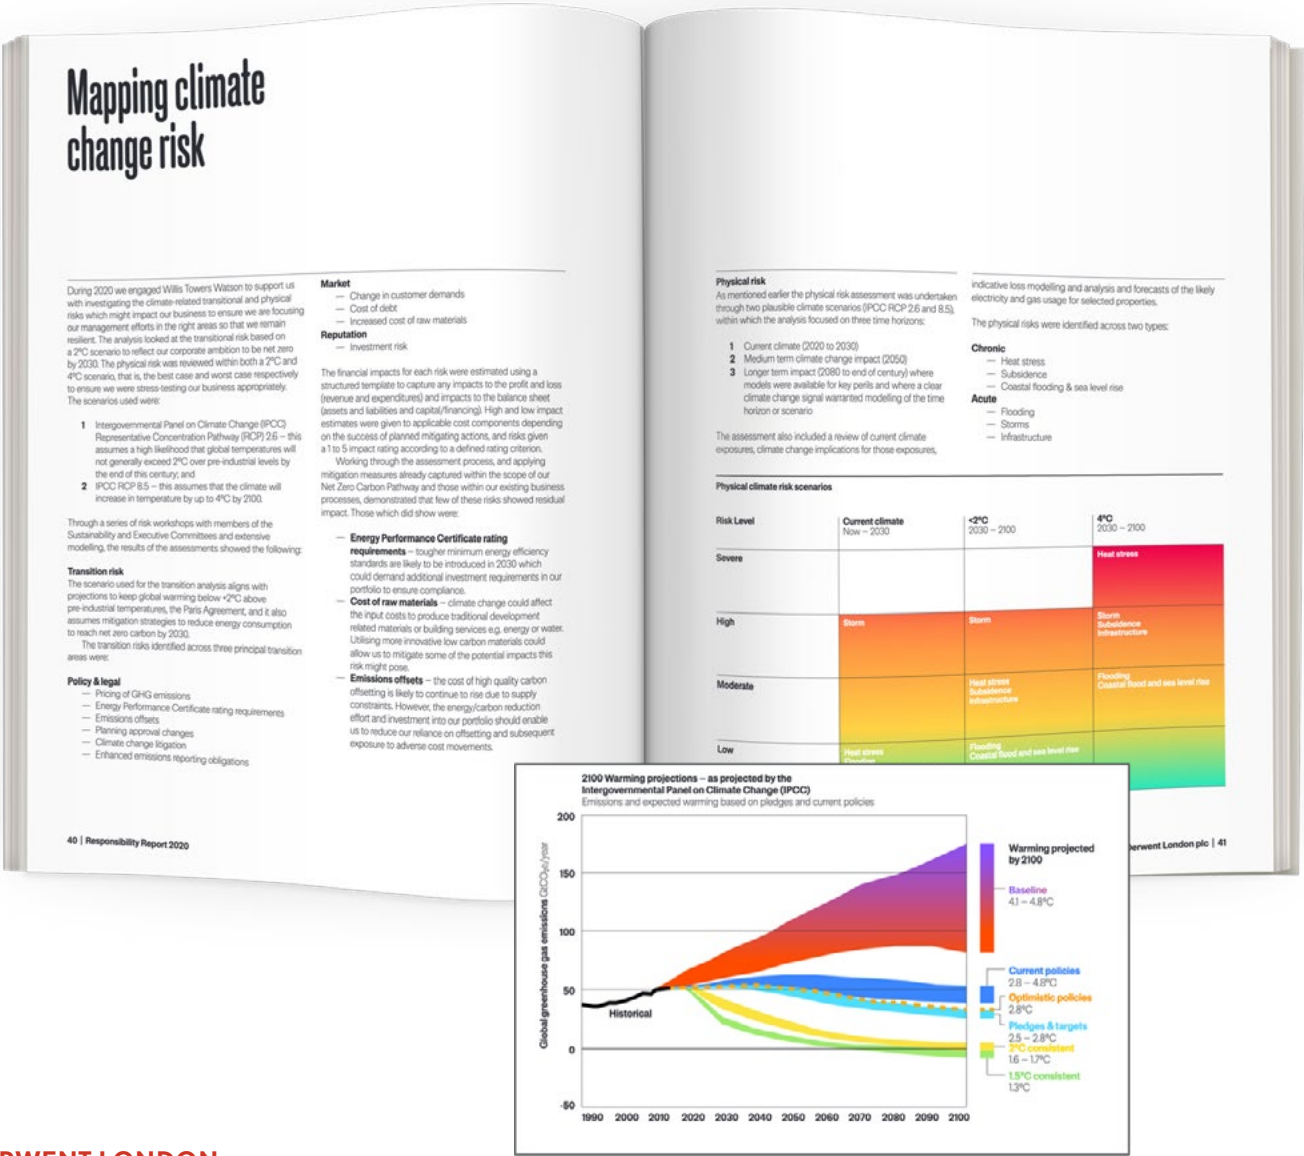 Mapping climate
change risk
During 2020 we engaged Willis Towers Watson to support us
with investigating the climate-related transitional and physical
risks which might impact our business to ensure we are focusing
our management efforts in the right areas so that we remain
resilient. The analysis looked at the transitional risk based on
a 2°C scenario to reflect our corporate ambition to be net zero
by 2030. The physical risk was reviewed within both a 2°C and
4°C scenario, that is, the best case and worst case respectively
to ensure we were stress-testing our business appropriately.
The scenarios used were:
1 Intergovernmental Panel on Climate Change (IPCC)
Representative Concentration Pathway (RCP) 2.6 – this
assumes a high likelihood that global temperatures will
not generally exceed 2°C over pre-industrial levels by
the end of this century; and
2 IPCC RCP 8.5 – this assumes that the climate will
increase in temperature by up to 4°C by 2100.
Through a series of risk workshops with members of the
Sustainability and Executive Committees and extensive
modelling, the results of the assessments showed the following:
Transition risk
The scenario used for the transition analysis aligns with
projections to keep global warming below +2°C above
pre-industrial temperatures, the Paris Agreement, and it also
assumes mitigation strategies to reduce energy consumption
to reach net zero carbon by 2030.
The transition risks identified across three principal transition
areas were:
Policy & legal
— Pricing of GHG emissions
— Energy Performance Certificate rating requirements
— Emissions offsets
— Planning approval changes
— Climate change litigation
— Enhanced emissions reporting obligations
Market
— Change in customer demands
— Cost of debt
— Increased cost of raw materials
Reputation
— Investment risk
The financial impacts for each risk were estimated using a
structured template to capture any impacts to the profit and loss
(revenue and expenditures) and impacts to the balance sheet
(assets and liabilities and capital/financing). High and low impact
estimates were given to applicable cost components depending
on the success of planned mitigating actions, and risks given
a 1 to 5 impact rating according to a defined rating criterion.
Working through the assessment process, and applying
mitigation measures already captured within the scope of our
Net Zero Carbon Pathway and those within our existing business
processes, demonstrated that few of these risks showed residual
impact. Those which did show were:
— Energy Performance Certificate rating
requirements – tougher minimum energy efficiency
standards are likely to be introduced in 2030 which
could demand additional investment requirements in our
portfolio to ensure compliance.
— Cost of raw materials – climate change could affect
the input costs to produce traditional development
related materials or building services e.g. energy or water.
Utilising more innovative low carbon materials could
allow us to mitigate some of the potential impacts this
risk might pose.
— Emissions offsets – the cost of high quality carbon
offsetting is likely to continue to rise due to supply
constraints. However, the energy/carbon reduction
effort and investment into our portfolio should enable
us to reduce our reliance on offsetting and subsequent
exposure to adverse cost movements.
40 | Responsibility Report 2020
Physical risk
As mentioned earlier the physical risk assessment was undertaken
through two plausible climate scenarios (IPCC RCP 2.6 and 8.5),
within which the analysis focused on three time horizons:
1 Current climate (2020 to 2030)
2 Medium term climate change impact (2050)
3 Longer term impact (2080 to end of century) where
models were available for key perils and where a clear
climate change signal warranted modelling of the time
horizon or scenario
The assessment also included a review of current climate
exposures, climate change implications for those exposures,
indicative loss modelling and analysis and forecasts of the likely
electricity and gas usage for selected properties.
The physical risks were identified across two types:
Chronic
— Heat stress
— Subsidence
— Coastal flooding & sea level rise
Acute
— Flooding
— Storms
— Infrastructure
Physical climate risk scenarios
Risk Level
Current climate
Now – 2030
<2°C
2030 – 2100
4°C
2030 – 2100
Severe
Heat stress
High
Storm
Storm
Storm
Subsidence
Infrastructure
Moderate
Heat stress
Subsidence
Infrastructure
Flooding
Coastal flood and sea level rise
Low
Heat stress
Flooding
Flooding
Coastal flood and sea level rise
Derwent London plc | 41
2100 Warming projections – as projected by the
Intergovernmental Panel on Climate Change (IPCC)
Emissions and expected warming based on pledges and current policies
Global greenhouse gas emissions GtCO₂e/year
200
150
100
50
0
-50
Historical
1990 2000 2010 2020 2030 2040 2050 2060 2070 2080 2090 2100
Warming projected
by 2100
Baseline
4.1 – 4.8°C
Current policies
2.8 – 4.8°C
Optimistic policies
2.8°C
Pledges & targets
2.5 – 2.8°C
2°C consistent
1.6 – 1.7°C
1.5°C consistent
1.3°C
RWENT LONDON